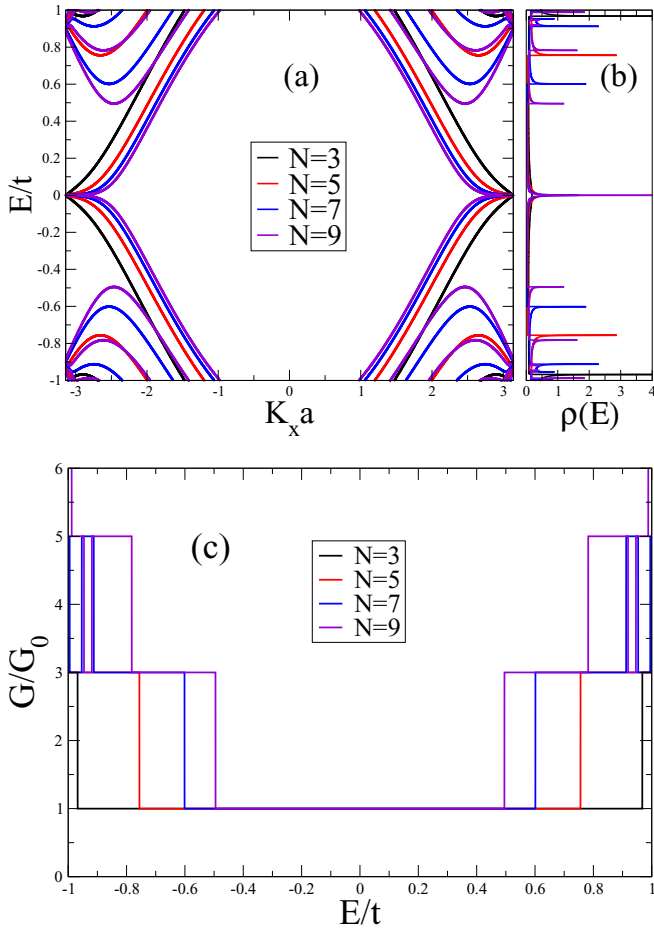 1
0.8
0.6
0.4
0.2
0
-0.2
-0.4
-0.6
-0.8
-1
E/t
(a)
(b)
N=3
N=5
N=7
N=9
-3 -2 -1 0 1 2 3
0 1 2 3 4
K_x a
ρ(E)
6
5
4
3
2
1
0
G/G_0
(c)
N=3
N=5
N=7
N=9
-1 -0.8 -0.6 -0.4 -0.2 0 0.2 0.4 0.6 0.8 1
E/t